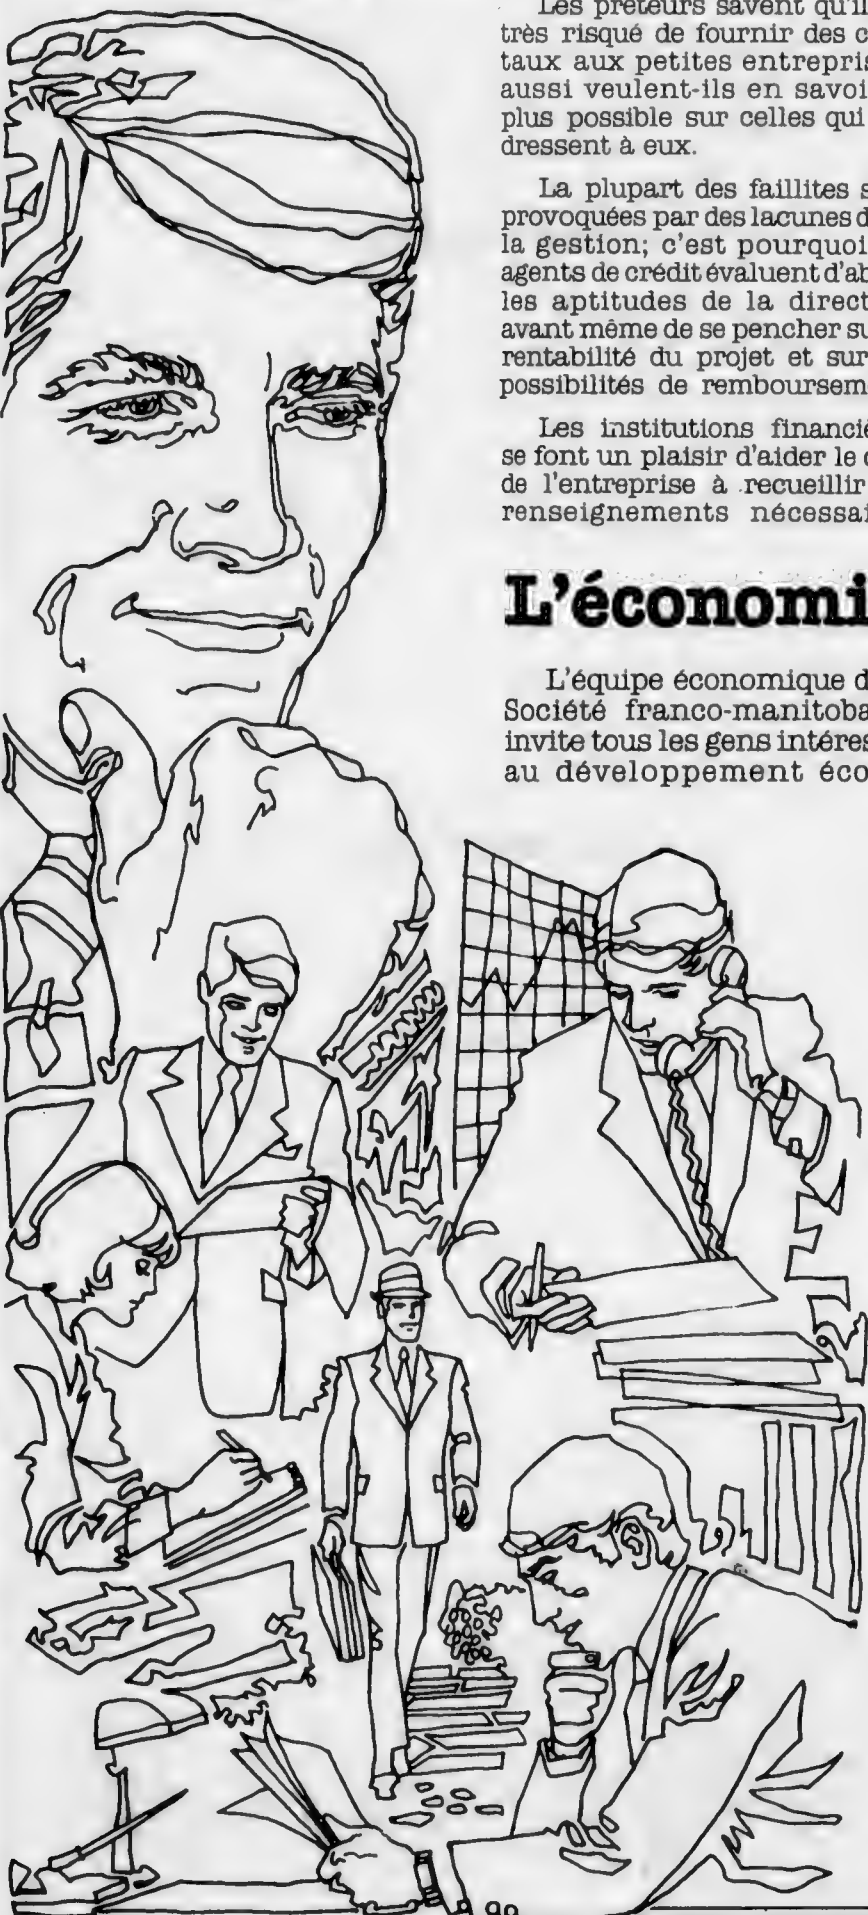 Les prêteurs savent qu'il
très risqué de fournir des c
taux aux petites entrepris
aussi veulent-ils en savoi
plus possible sur celles qui
dressent à eux.
La plupart des faillites s
provoquées par des lacunes d
la gestion; c'est pourquoi
agents de crédit évaluent d'ab
les aptitudes de la direct
avant même de se pencher su
rentabilité du projet et sur
possibilités de remboursem
Les institutions financiè
se font un plaisir d'aider le c
de l'entreprise à recueillir
renseignements nécessai
L'économi
L'équipe économique d
Société franco-manitoba
invite tous les gens intéres
au développement éco